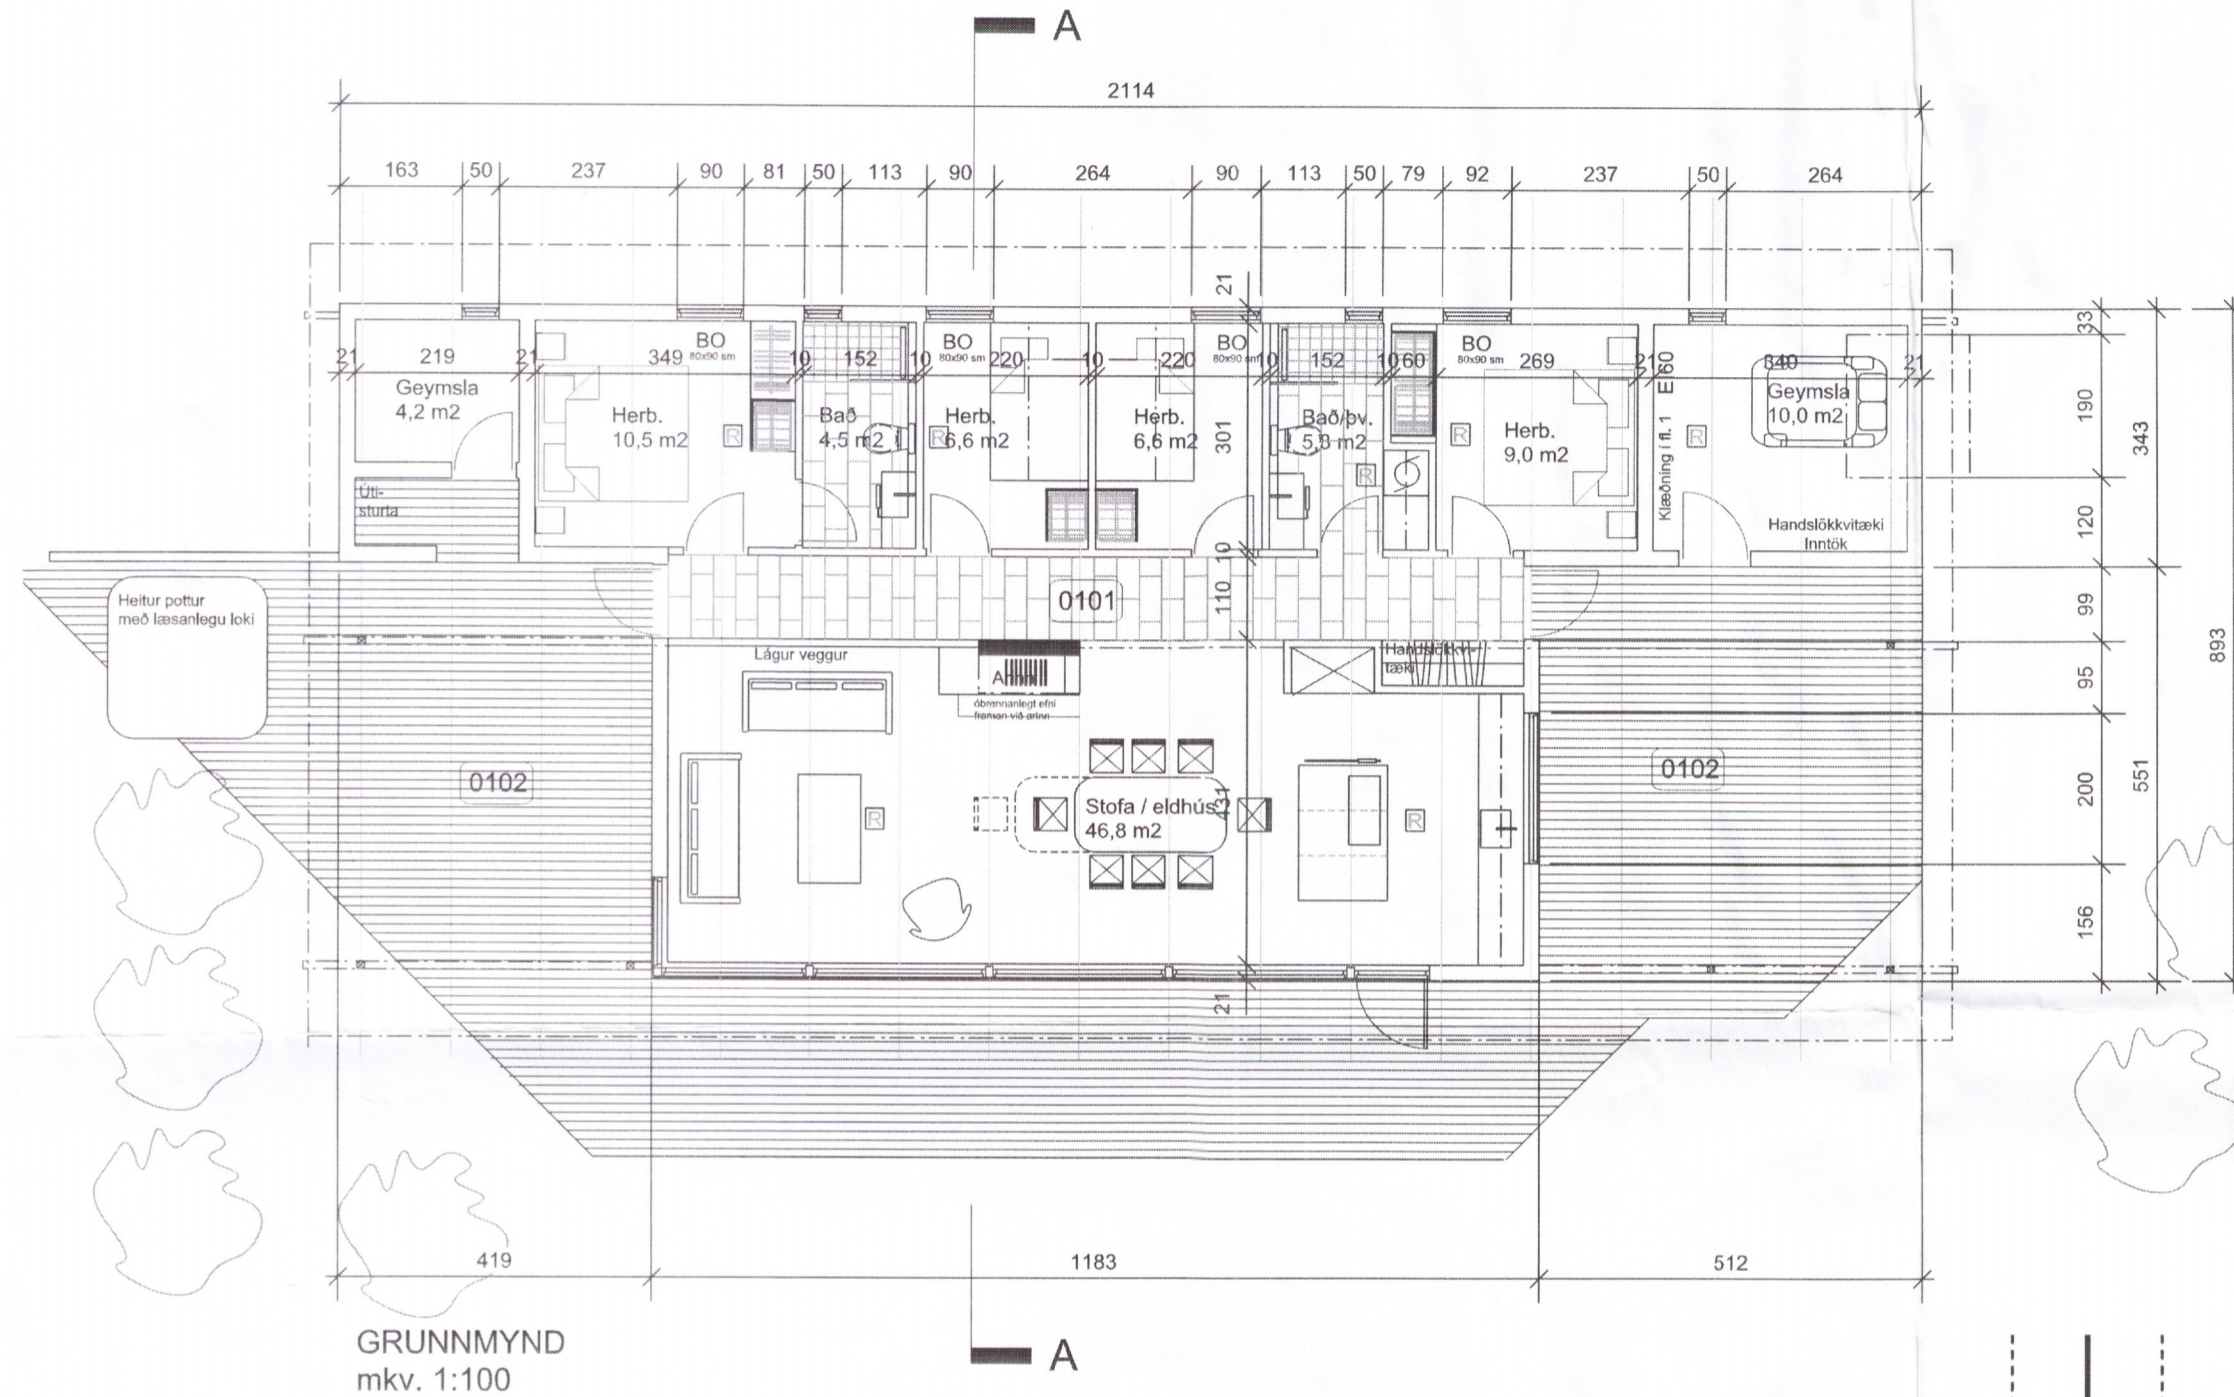 A
2114
163 50 237 90 81 50 113 90 264 90 113 50 79 92 237 50 264
21
BO
80x90 sm
BO
80x90 sm
BO
BO
80x90 sm
21 219 21 349 10 152 10 220 10 220 10 152 10 60 269 21 340 21
Geymsla
4,2 m2
Herb.
10,5 m2
R
Bað
4,5 m2
R
Herb.
6,6 m2
Herb.
6,6 m2
301
Bað/þv.
5,8 m2
R
R
Herb.
9,0 m2
Klæðning í fl. 1 EI 60
R
Geymsla
10,0 m2
Handslökkvitæki
Inntök
Úti-
sturta
33
190
120
343
99
95
200
156
551
893
10
110
0101
Heitur pottur
með læsanlegu loki
Lágur veggur
Arinn
óbrennanlegt efni
framan við arinn
Handslökkvi-
tæki
0102
R
Stofa / eldhús
46,8 m2
431
R
0102
21
419 1183 512
A
GRUNNMYND
mkv. 1:100